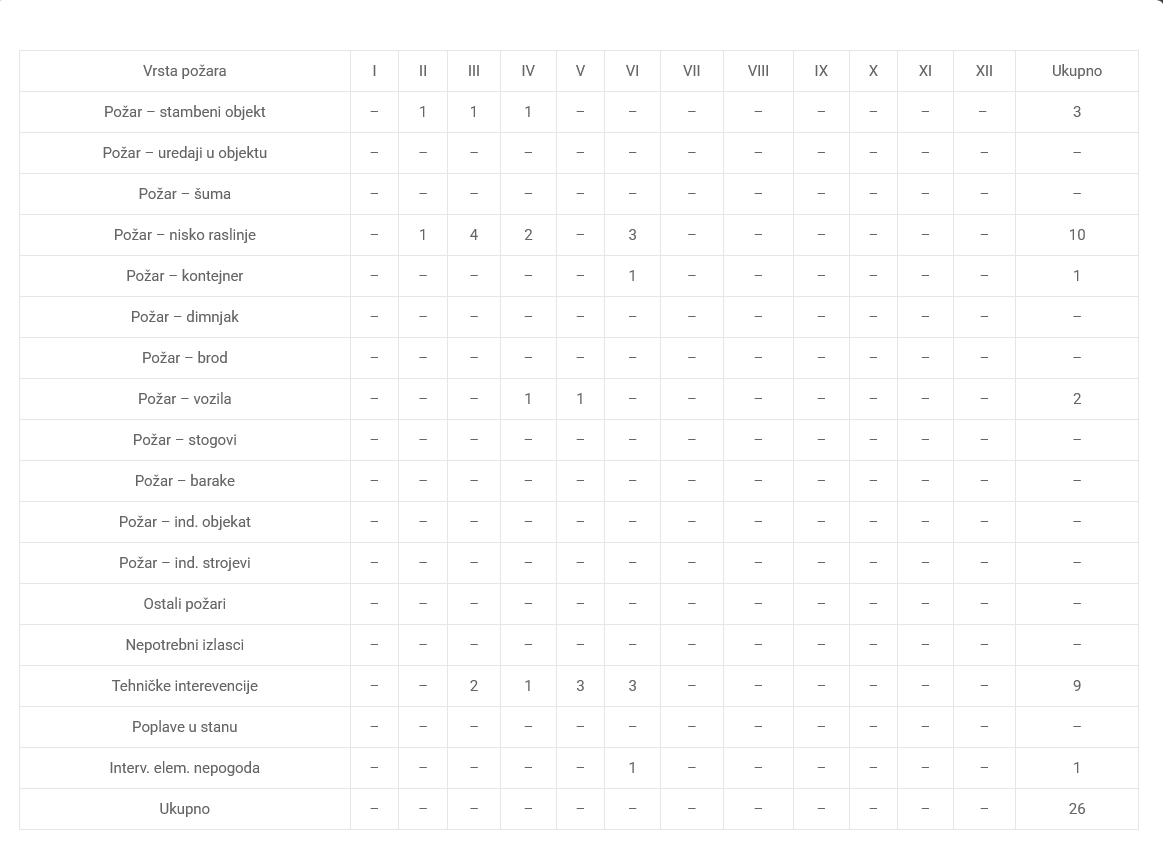 Vrsta požara I II III IV V VI VII VIII IX X XI XII Ukupno
Požar – stambeni objekt – 1 1 1 – – – – – – – – 3
Požar – uredaji u objektu – – – – – – – – – – – – –
Požar – šuma – – – – – – – – – – – – –
Požar – nisko raslinje – 1 4 2 – 3 – – – – – – 10
Požar – kontejner – – – – – 1 – – – – – – 1
Požar – dimnjak – – – – – – – – – – – – –
Požar – brod – – – – – – – – – – – – –
Požar – vozila – – – 1 1 – – – – – – – 2
Požar – stogovi – – – – – – – – – – – – –
Požar – barake – – – – – – – – – – – – –
Požar – ind. objekat – – – – – – – – – – – – –
Požar – ind. strojevi – – – – – – – – – – – – –
Ostali požari – – – – – – – – – – – – –
Nepotrebni izlasci – – – – – – – – – – – – –
Tehničke interevencije – – 2 1 3 3 – – – – – – 9
Poplave u stanu – – – – – – – – – – – – –
Interv. elem. nepogoda – – – – – 1 – – – – – – 1
Ukupno – – – – – – – – – – – – 26